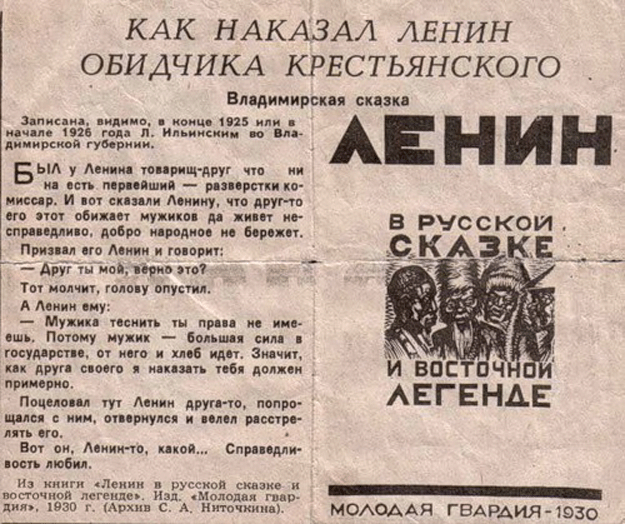 КАК НАКАЗАЛ ЛЕНИН
ОБИДЧИКА КРЕСТЬЯНСКОГО
Владимирская сказка
Записана, видимо, в конце 1925 или в
начале 1926 года Л. Ильинским во Вла-
димирской губернии.
БЫЛ у Ленина товарищ-друг что ни
на есть первейший — разверстки ко-
миссар. И вот сказали Ленину, что друг-то
его этот обижает мужиков да живет не-
справедливо, добро народное не бережет.
Призвал его Ленин и говорит:
— Друг ты мой, верно это?
Тот молчит, голову опустил.
А Ленин ему:
— Мужика теснить ты права не име-
ешь. Потому мужик — большая сила в
государстве, от него и хлеб идет. Значит,
как друга своего я наказать тебя должен
примерно.
Поцеловал тут Ленин друга-то, попро-
щался с ним, отвернулся и велел расстре-
лять его.
Вот он, Ленин-то, какой... Справедли-
вость любил.
Из книги «Ленин в русской сказке и
восточной легенде». Изд. «Молодая гвар-
дия», 1930 г. (Архив С. А. Ниточкина).
ЛЕНИН
В РУССКОЙ
СКАЗКЕ
И ВОСТОЧНОЙ
ЛЕГЕНДЕ
МОЛОДАЯ ГВАРДИЯ-1930